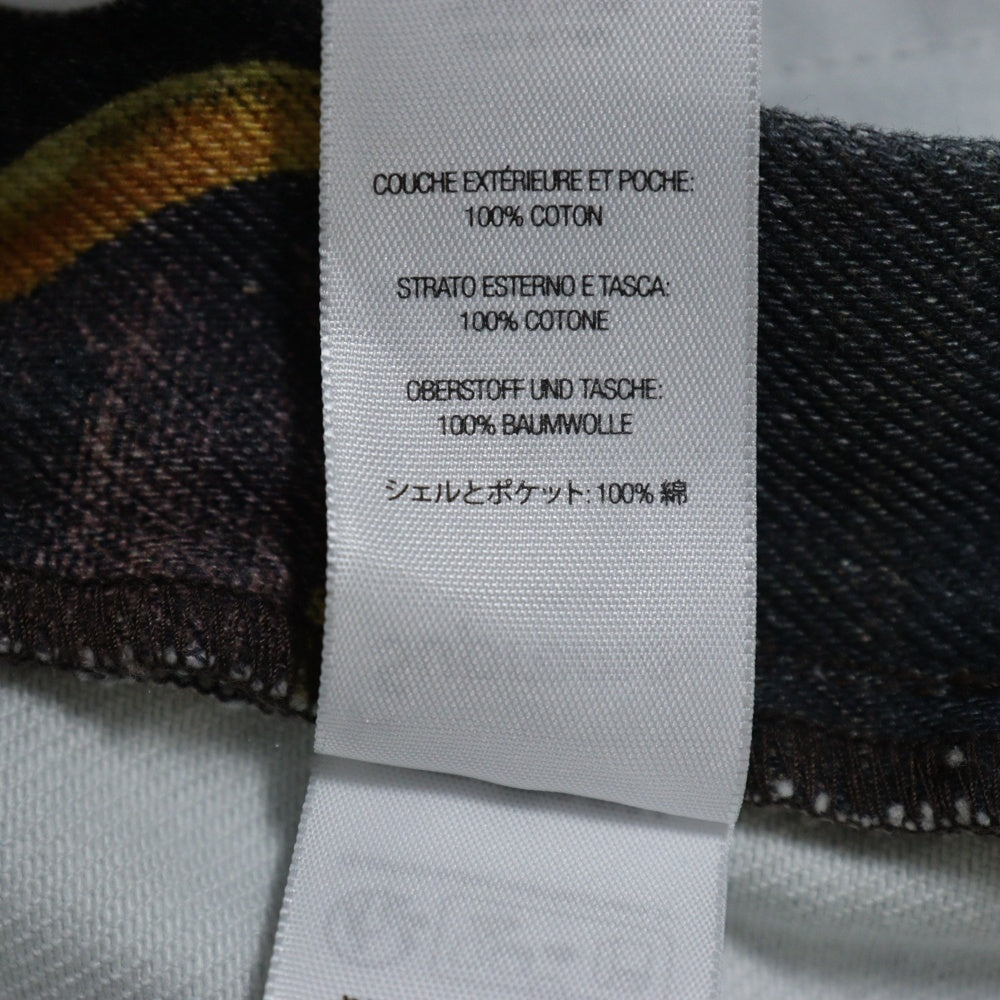 COUCHE EXTÉRIEURE ET POCHE:
100% COTON
STRATO ESTERNO E TASCA:
100% COTONE
OBERSTOFF UND TASCHE:
100% BAUMWOLLE
シェルとポケット: 100% 綿